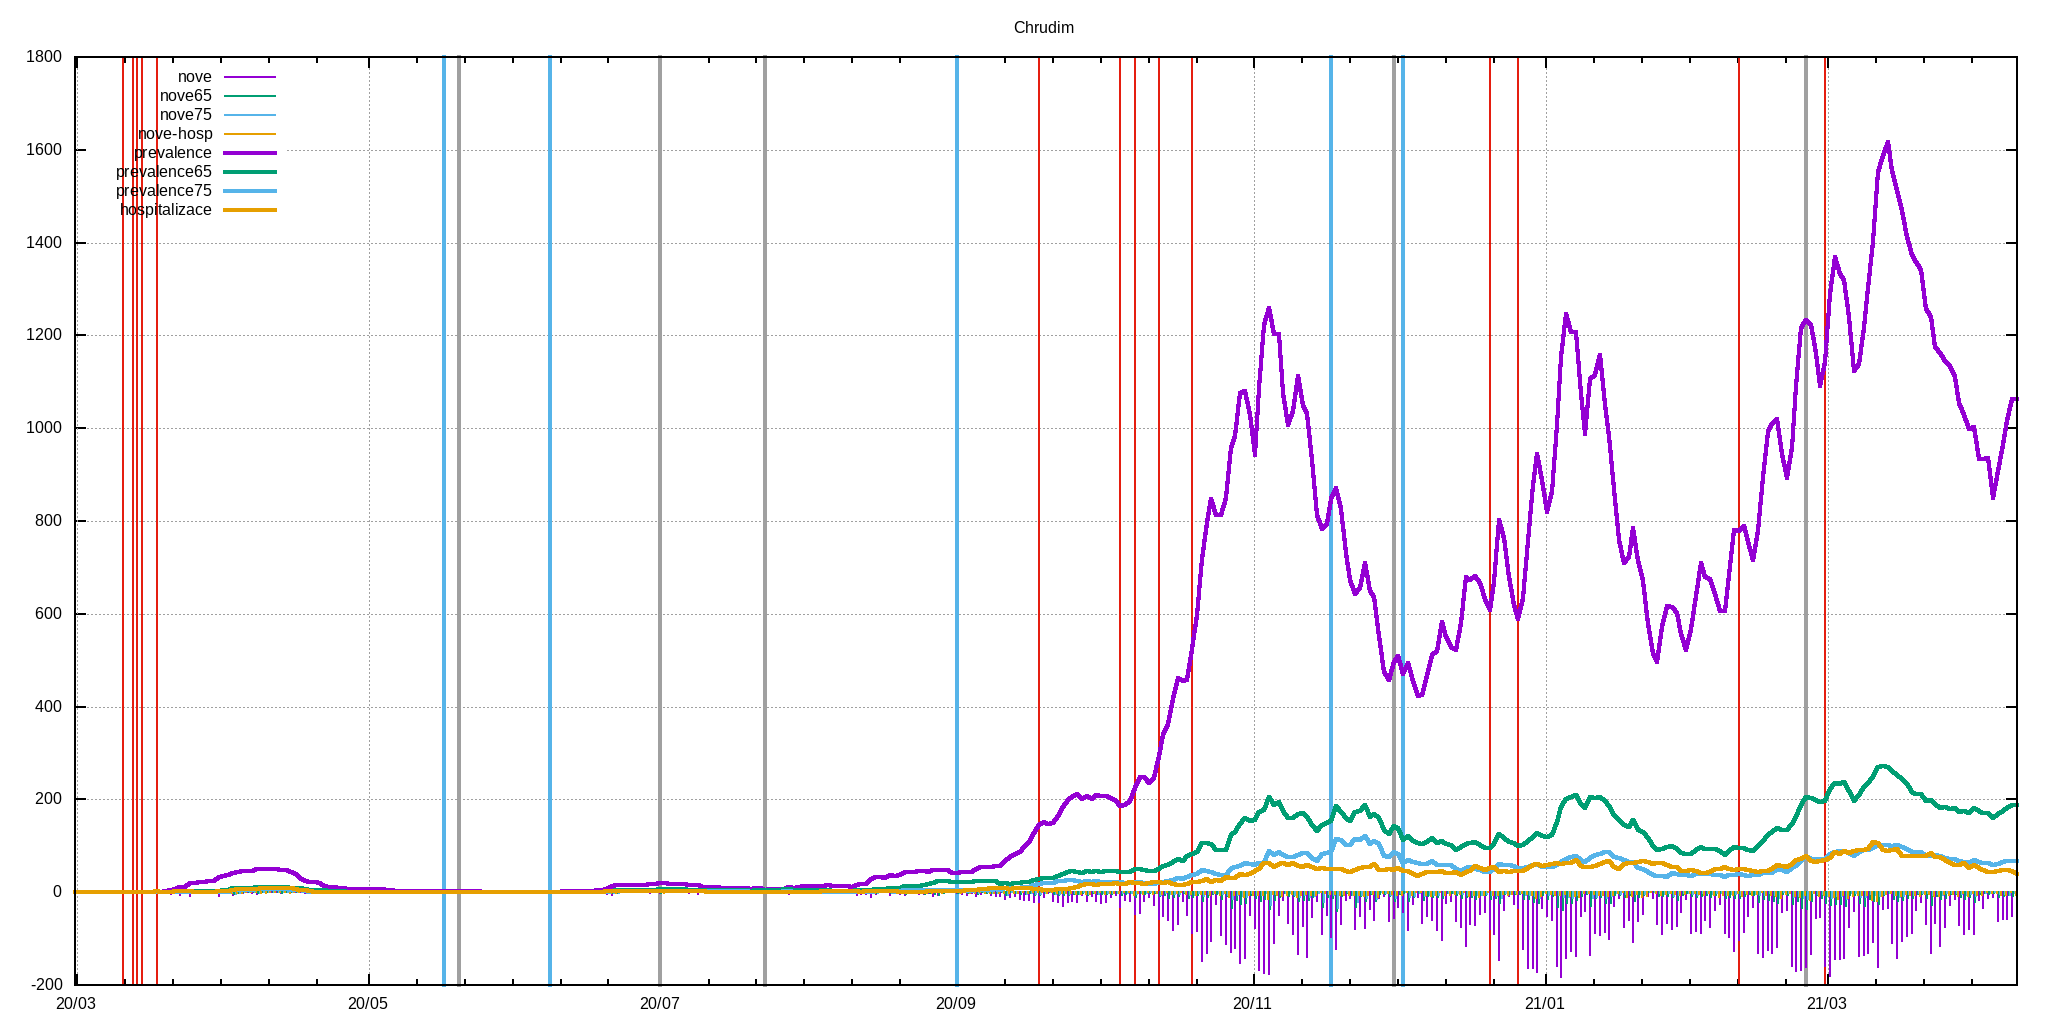 Chrudim
1800
1600
1400
1200
1000
800
600
400
200
0
-200
nove
nove65
nove75
nove-hosp
prevalence
prevalence65
prevalence75
hospitalizace
20/03 20/05 20/07 20/09 20/11 21/01 21/03